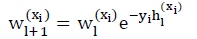 w_{l+1}^{(x_i)} = w_l^{(x_i)} e^{-y_i h_l^{(x_i)}}